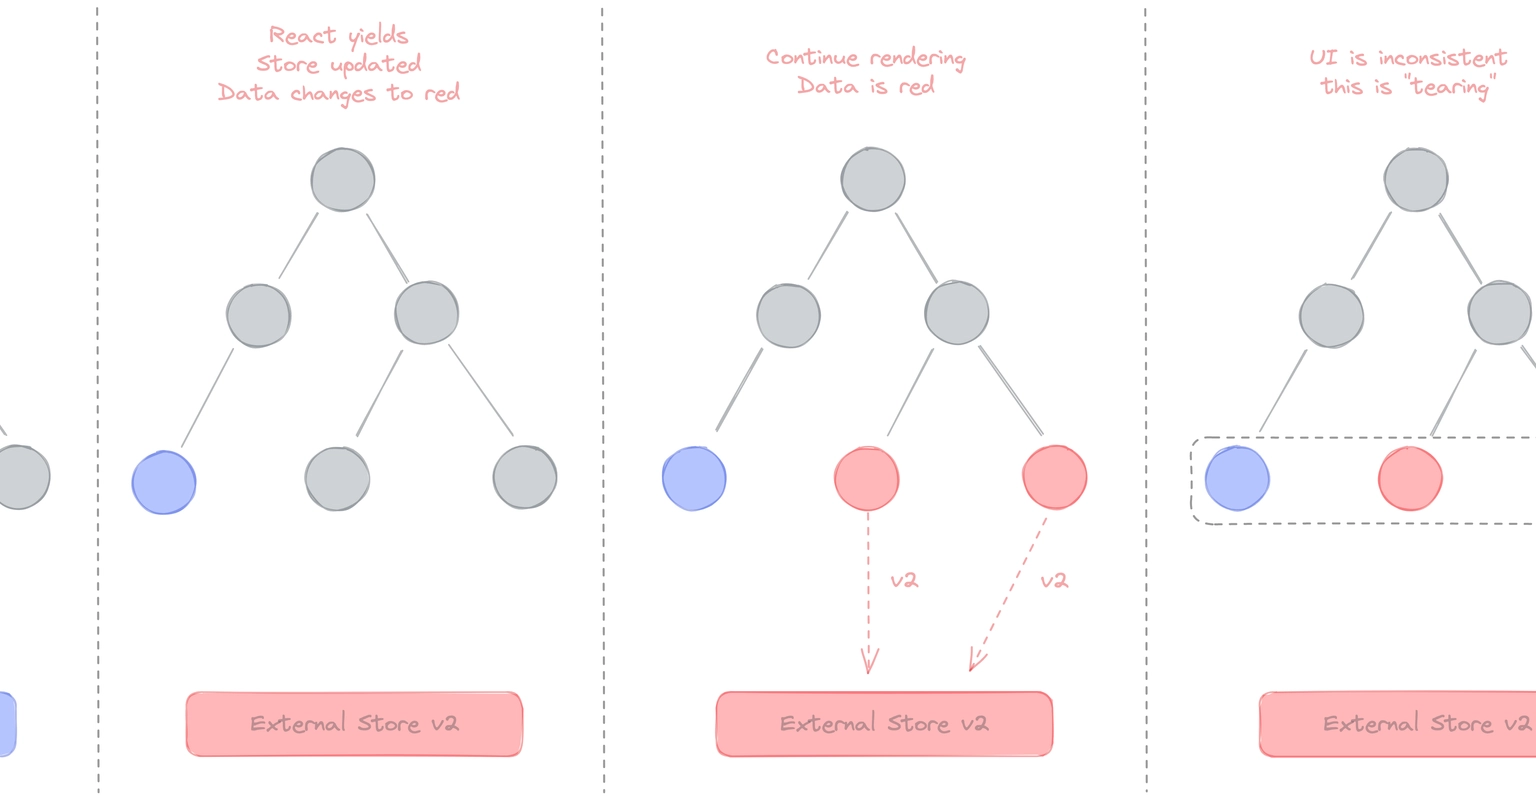 React yields
Store updated
Data changes to red
External Store v2
Continue rendering
Data is red
v2
v2
External Store v2
UI is inconsistent
this is "tearing"
External Store v2